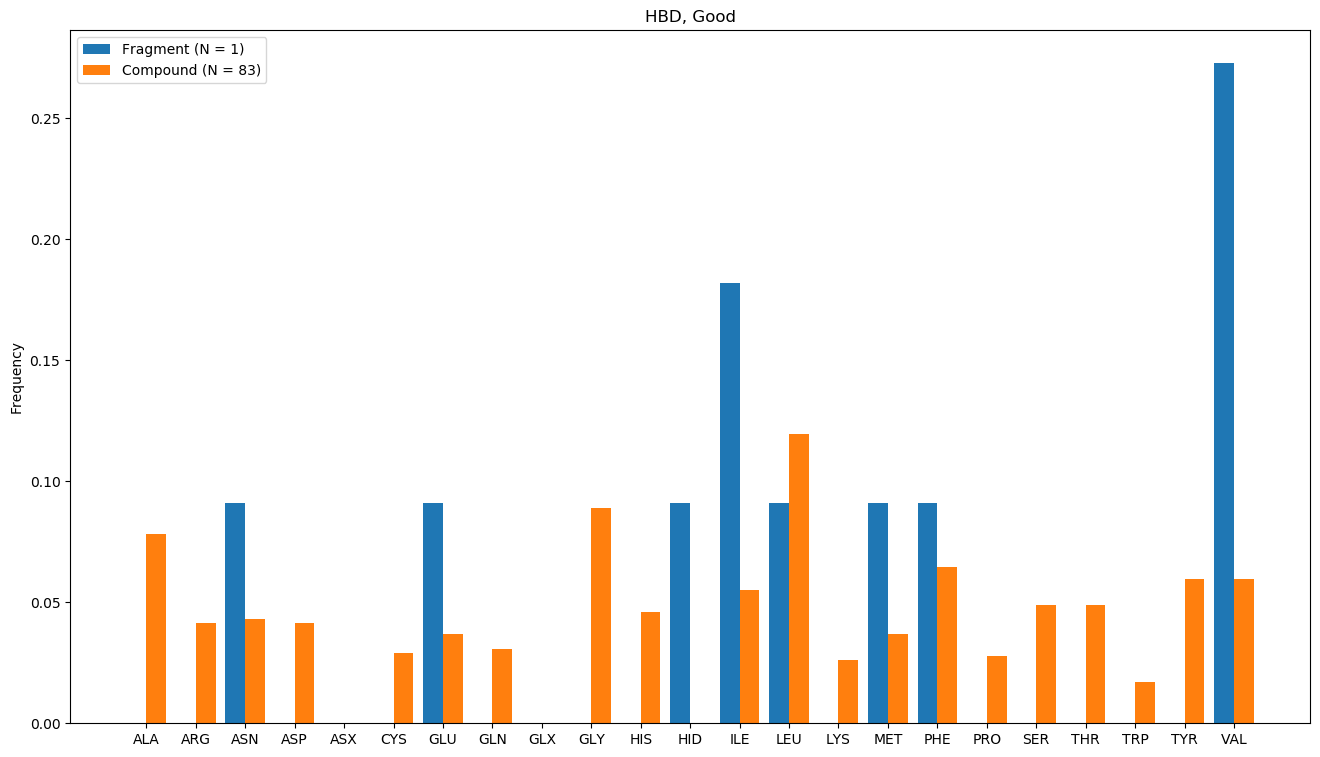 HBD, Good
Fragment (N = 1)
Compound (N = 83)
Frequency
0.25
0.20
0.15
0.10
0.05
0.00
ALA ARG ASN ASP ASX CYS GLU GLN GLX GLY HIS HID ILE LEU LYS MET PHE PRO SER THR TRP TYR VAL